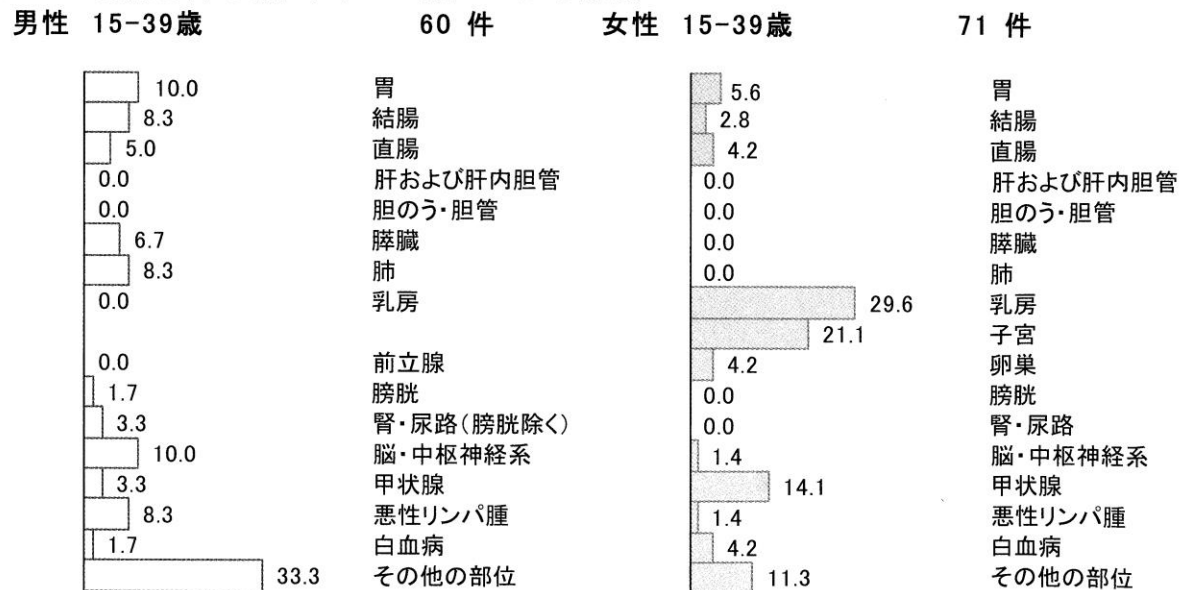 男性 15-39歳 60 件 女性 15-39歳 71 件
10.0 胃 5.6 胃
8.3 結腸 2.8 結腸
5.0 直腸 4.2 直腸
0.0 肝および肝内胆管 0.0 肝および肝内胆管
0.0 胆のう・胆管 0.0 胆のう・胆管
6.7 膵臓 0.0 膵臓
8.3 肺 0.0 肺
0.0 乳房 29.6 乳房
21.1 子宮
0.0 前立腺 4.2 卵巣
1.7 膀胱 0.0 膀胱
3.3 腎・尿路(膀胱除く) 0.0 腎・尿路
10.0 脳・中枢神経系 1.4 脳・中枢神経系
3.3 甲状腺 14.1 甲状腺
8.3 悪性リンパ腫 1.4 悪性リンパ腫
1.7 白血病 4.2 白血病
33.3 その他の部位 11.3 その他の部位